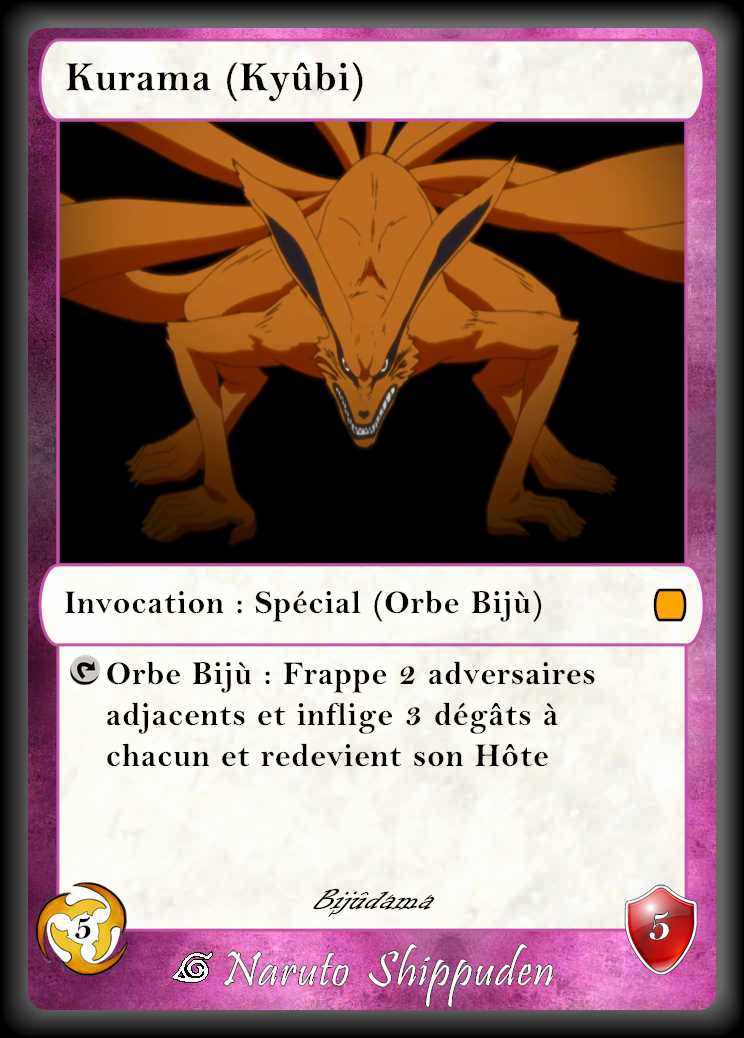 Kurama (Kyûbi)
Invocation : Spécial (Orbe Bijù)
Orbe Bijù : Frappe 2 adversaires
adjacents et inflige 3 dégâts à
chacun et redevient son Hôte
Bijûdama
5
5
Naruto Shippuden